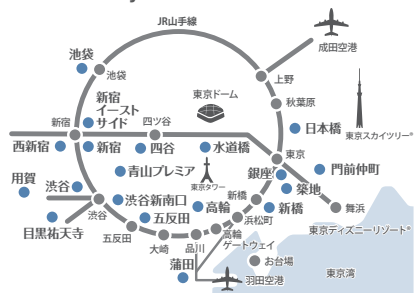 JR山手線
成田空港
池袋
池袋
上野
新宿
イースト
サイド
東京ドーム
秋葉原
新宿
四ツ谷
日本橋
東京スカイツリー®
西新宿
新宿
四谷
水道橋
東京
青山プレミア
東京タワー
銀座
門前仲町
用賀
渋谷
築地
渋谷
渋谷新南口
高輪
新橋
新橋
舞浜
目黒祐天寺
五反田
浜松町
五反田
大崎
品川
高輪
ゲートウェイ
東京ディズニーリゾート®
お台場
蒲田
羽田空港
東京湾